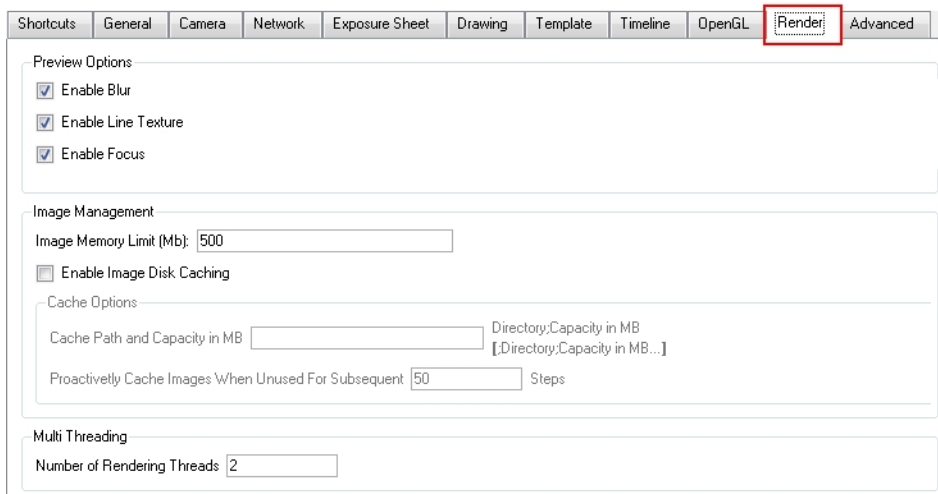 Shortcuts General Camera Network Exposure Sheet Drawing Template Timeline OpenGL Render Advanced
Preview Options
Enable Blur
Enable Line Texture
Enable Focus
Image Management
Image Memory Limit (Mb): 500
Enable Image Disk Caching
Cache Options
Cache Path and Capacity in MB
Directory;Capacity in MB
[;Directory;Capacity in MB...]
Proactivetly Cache Images When Unused For Subsequent 50 Steps
Multi Threading
Number of Rendering Threads 2